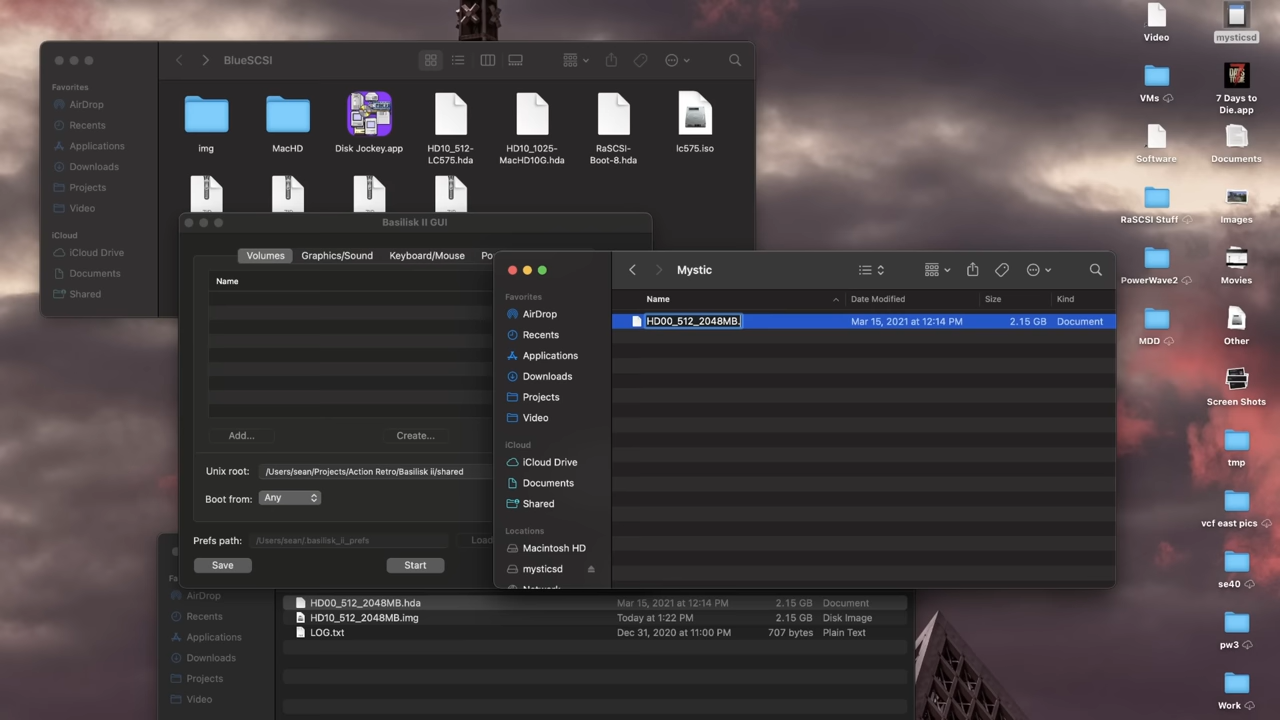 BlueSCSI
Favorites
AirDrop
Recents
Applications
Downloads
Projects
Video
iCloud
iCloud Drive
Documents
Shared
img
MacHD
Disk Jockey.app
HD10_512-
LC575.hda
HD10_1025-
MacHD10G.hda
RaSCSI-
Boot-8.hda
lc575.iso
Basilisk II GUI
Volumes
Graphics/Sound
Keyboard/Mouse
Po
Name
Add...
Create...
Unix root:
/Users/sean/Projects/Action Retro/Basilisk ii/shared
Boot from:
Any
Prefs path:
/Users/sean/.basilisk_ii_prefs
Load
Save
Start
Mystic
Favorites
AirDrop
Recents
Applications
Downloads
Projects
Video
iCloud
iCloud Drive
Documents
Shared
Locations
Macintosh HD
mysticsd
Name
Date Modified
Size
Kind
HD00_512_2048MB.
Mar 15, 2021 at 12:14 PM
2.15 GB
Document
Fa
AirDrop
Recents
Applications
Downloads
Projects
Video
HD00_512_2048MB.hda
Mar 15, 2021 at 12:14 PM
2.15 GB
Document
HD10_512_2048MB.img
Today at 1:22 PM
2.15 GB
Disk Image
LOG.txt
Dec 31, 2020 at 11:00 PM
707 bytes
Plain Text
Video
mysticsd
VMs
7 Days to
Die.app
Software
Documents
RaSCSI Stuff
Images
PowerWave2
Movies
MDD
Other
Screen Shots
tmp
vcf east pics
se40
pw3
Work